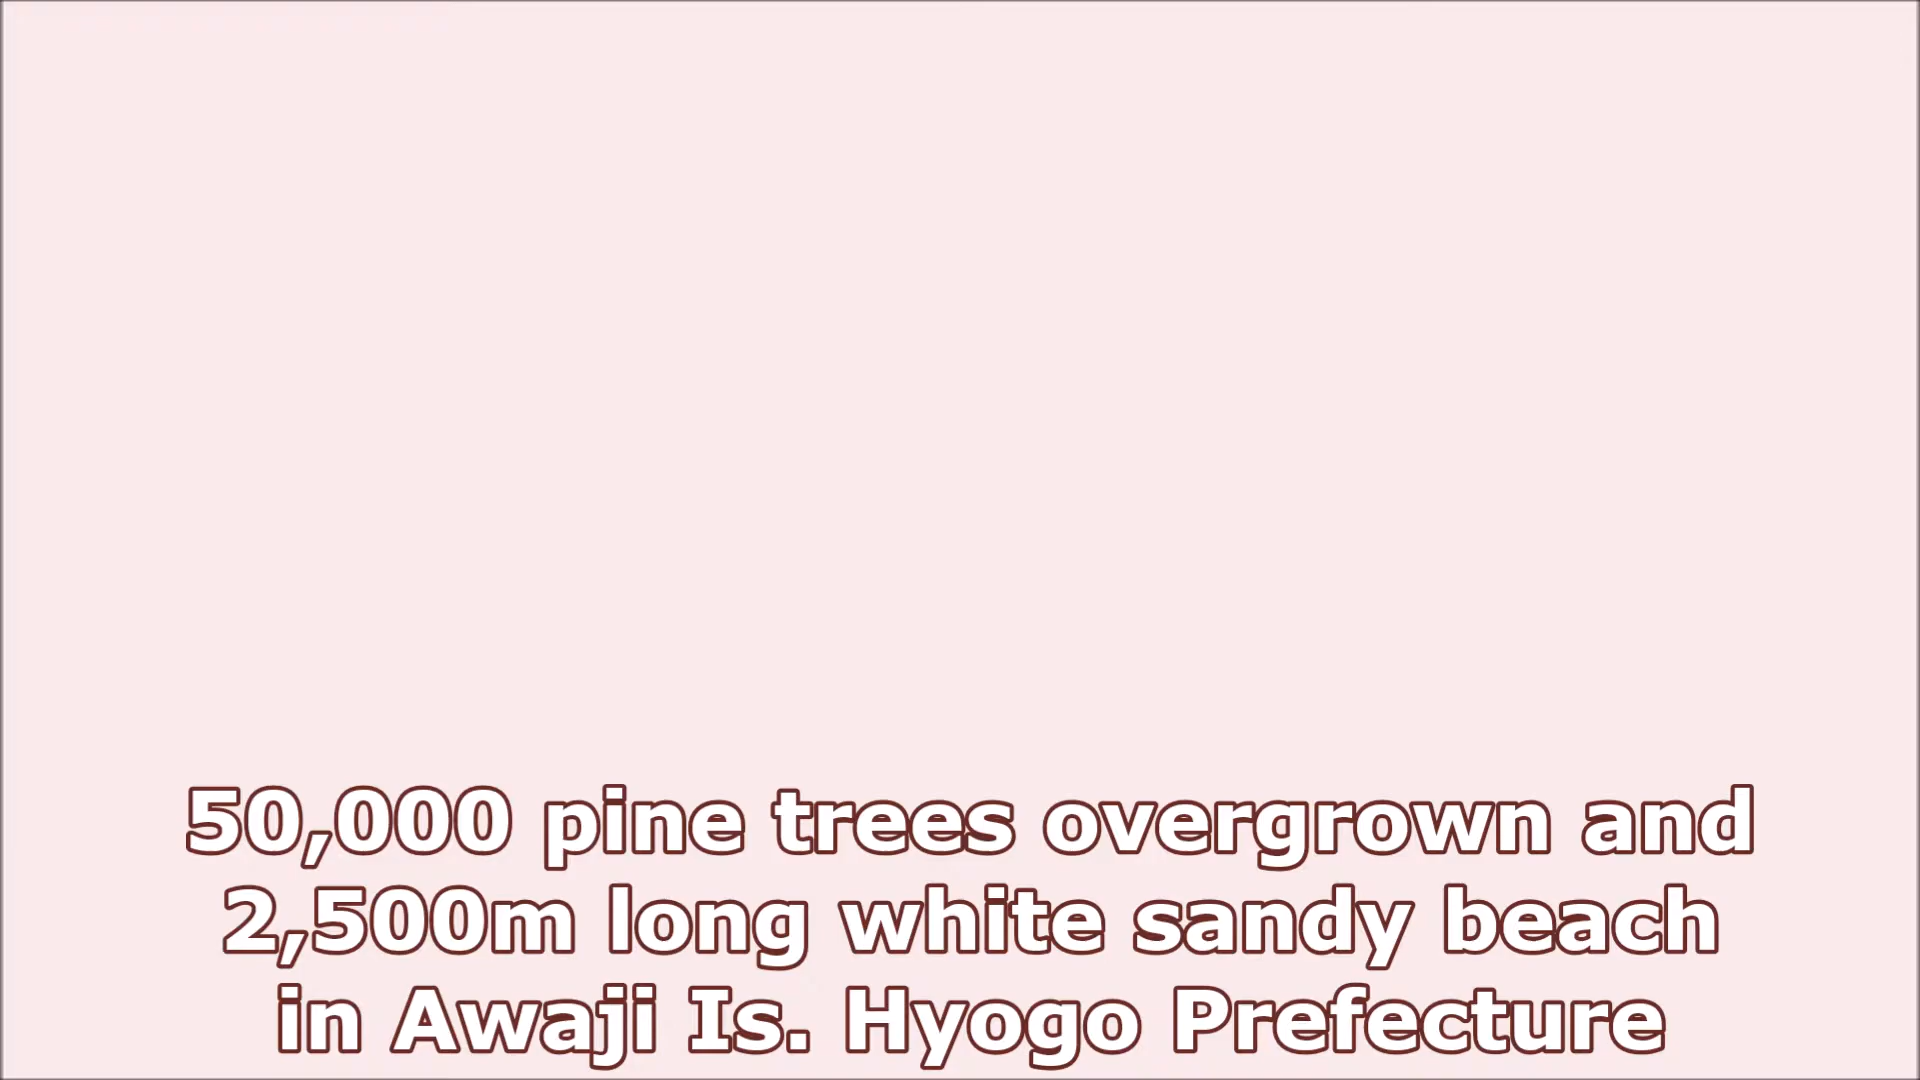 50,000 pine trees overgrown and
2,500m long white sandy beach
in Awaji Is. Hyogo Prefecture